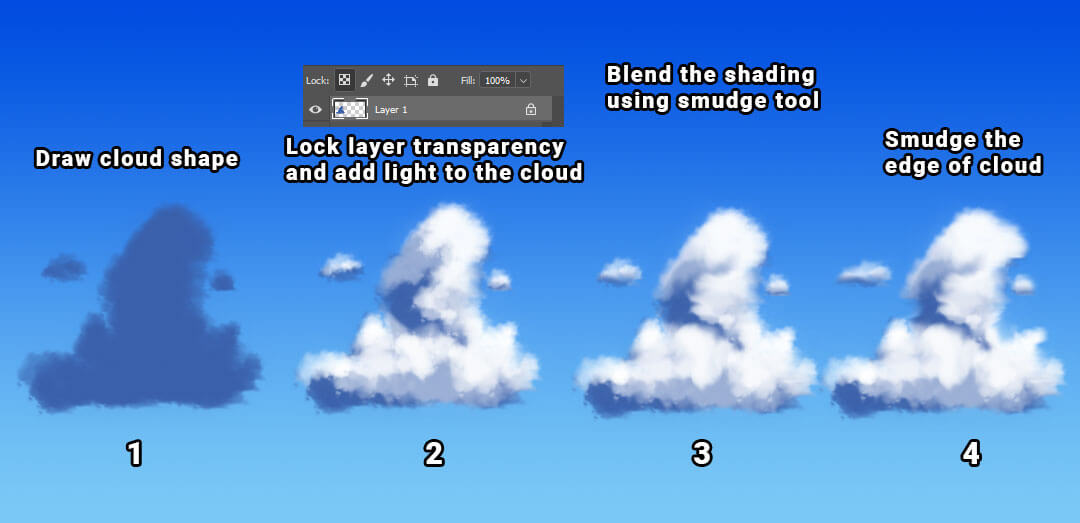 Draw cloud shape
1
Lock:
Fill: 100%
Layer 1
Lock layer transparency
and add light to the cloud
2
Blend the shading
using smudge tool
3
Smudge the
edge of cloud
4